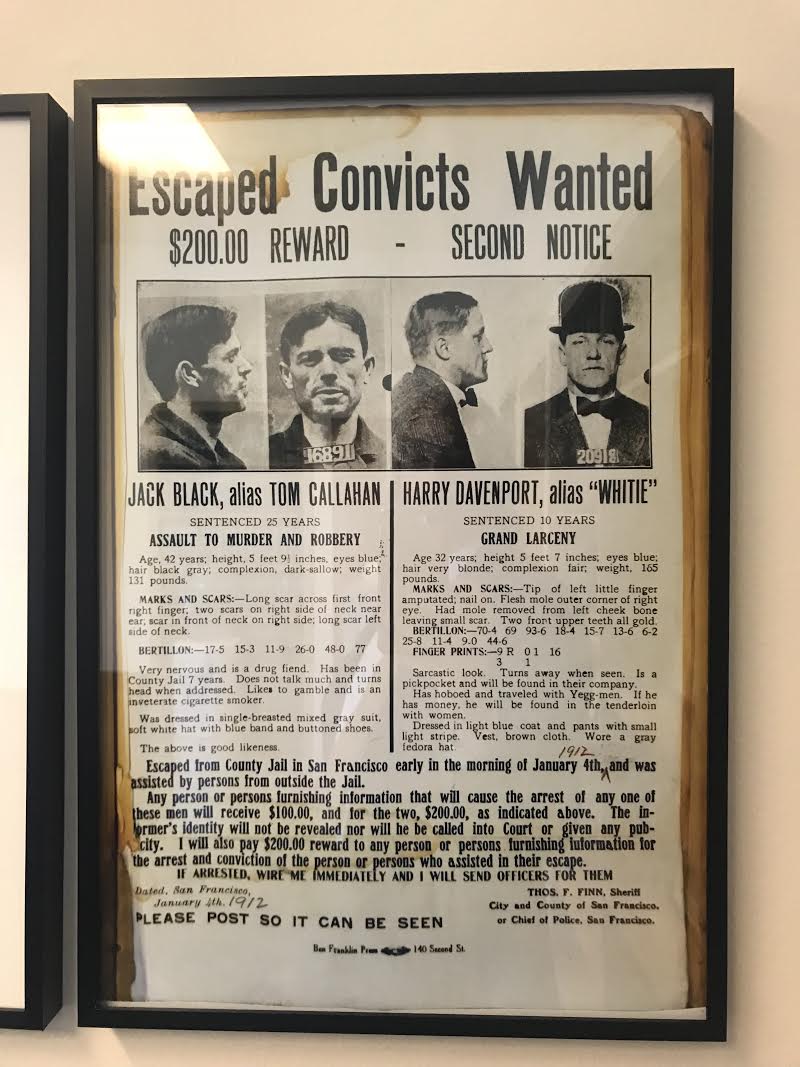 Escaped Convicts Wanted
$200.00 REWARD - SECOND NOTICE
16891
20918
JACK BLACK, alias TOM CALLAHAN
SENTENCED 25 YEARS
ASSAULT TO MURDER AND ROBBERY
Age, 42 years; height, 5 feet 9½ inches, eyes blue;
hair black gray; complexion, dark-sallow; weight
131 pounds.
MARKS AND SCARS:—Long scar across first front
right finger; two scars on right side of neck near
ear; scar in front of neck on right side; long scar left
side of neck.
BERTILLON:—17-5 15-3 11-9 26-0 48-0 77
Very nervous and is a drug fiend. Has been in
County Jail 7 years. Does not talk much and turns
head when addressed. Likes to gamble and is an
inveterate cigarette smoker.
Was dressed in single-breasted mixed gray suit,
soft white hat with blue band and buttoned shoes.
The above is good likeness.
HARRY DAVENPORT, alias "WHITIE"
SENTENCED 10 YEARS
GRAND LARCENY
Age 32 years; height 5 feet 7 inches; eyes blue;
hair very blonde; complexion fair; weight, 165
pounds.
MARKS AND SCARS:—Tip of left little finger
amputated; nail on. Flesh mole outer corner of right
eye. Had mole removed from left cheek bone
leaving small scar. Two front upper teeth all gold.
BERTILLON:—70-4 69 93-6 18-4 15-7 13-6 6-2
25-8 11-4 9-0 44-6
FINGER PRINTS:—9 R 0 1 16
3 1
Sarcastic look. Turns away when seen. Is a
pickpocket and will be found in their company.
Has hoboed and traveled with Yegg-men. If he
has money, he will be found in the tenderloin
with women.
Dressed in light blue coat and pants with small
light stripe. Vest, brown cloth. Wore a gray
fedora hat.
1912
Escaped from County Jail in San Francisco early in the morning of January 4th, and was
assisted by persons from outside the Jail.
Any person or persons furnishing information that will cause the arrest of any one of
these men will receive $100.00, and for the two, $200.00, as indicated above. The in-
former's identity will not be revealed nor will he be called into Court or given any pub-
city. I will also pay $200.00 reward to any person or persons furnishing information for
the arrest and conviction of the person or persons who assisted in their escape.
IF ARRESTED, WIRE ME IMMEDIATELY AND I WILL SEND OFFICERS FOR THEM
Dated, San Francisco,
January 4th, 1912
PLEASE POST SO IT CAN BE SEEN
THOS. F. FINN, Sheriff
City and County of San Francisco,
or Chief of Police, San Francisco.
Ben Franklin Press 140 Second St.